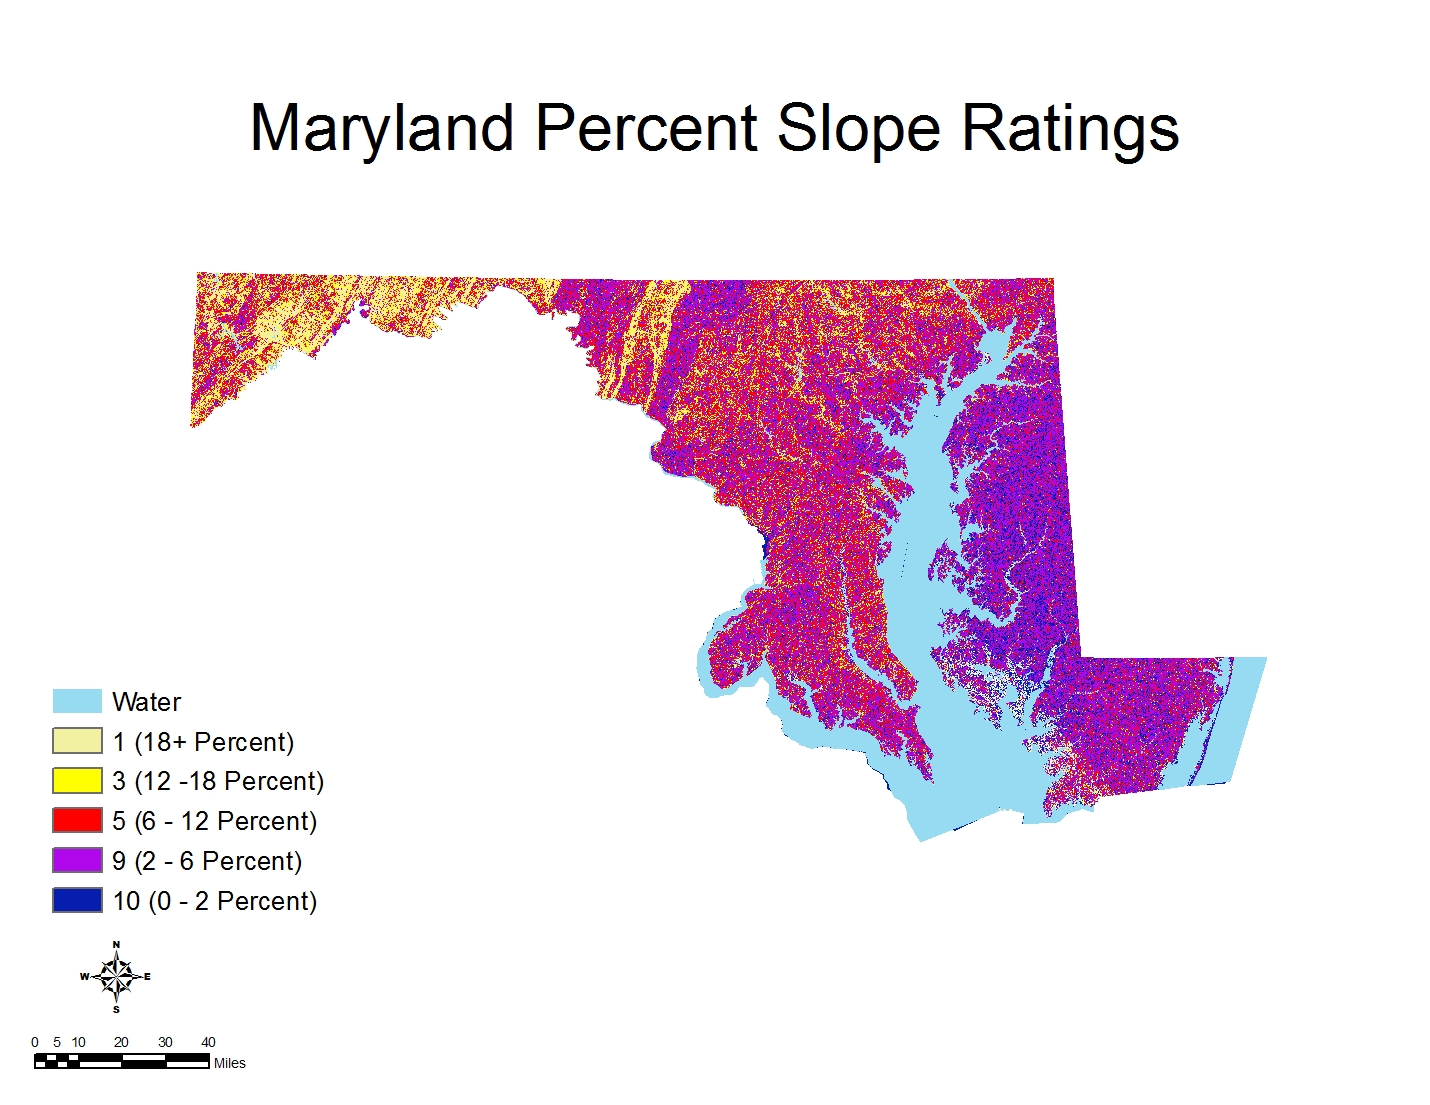 Maryland Percent Slope Ratings
Water
1 (18+ Percent)
3 (12 -18 Percent)
5 (6 - 12 Percent)
9 (2 - 6 Percent)
10 (0 - 2 Percent)
N
W E
S
0 5 10 20 30 40
Miles